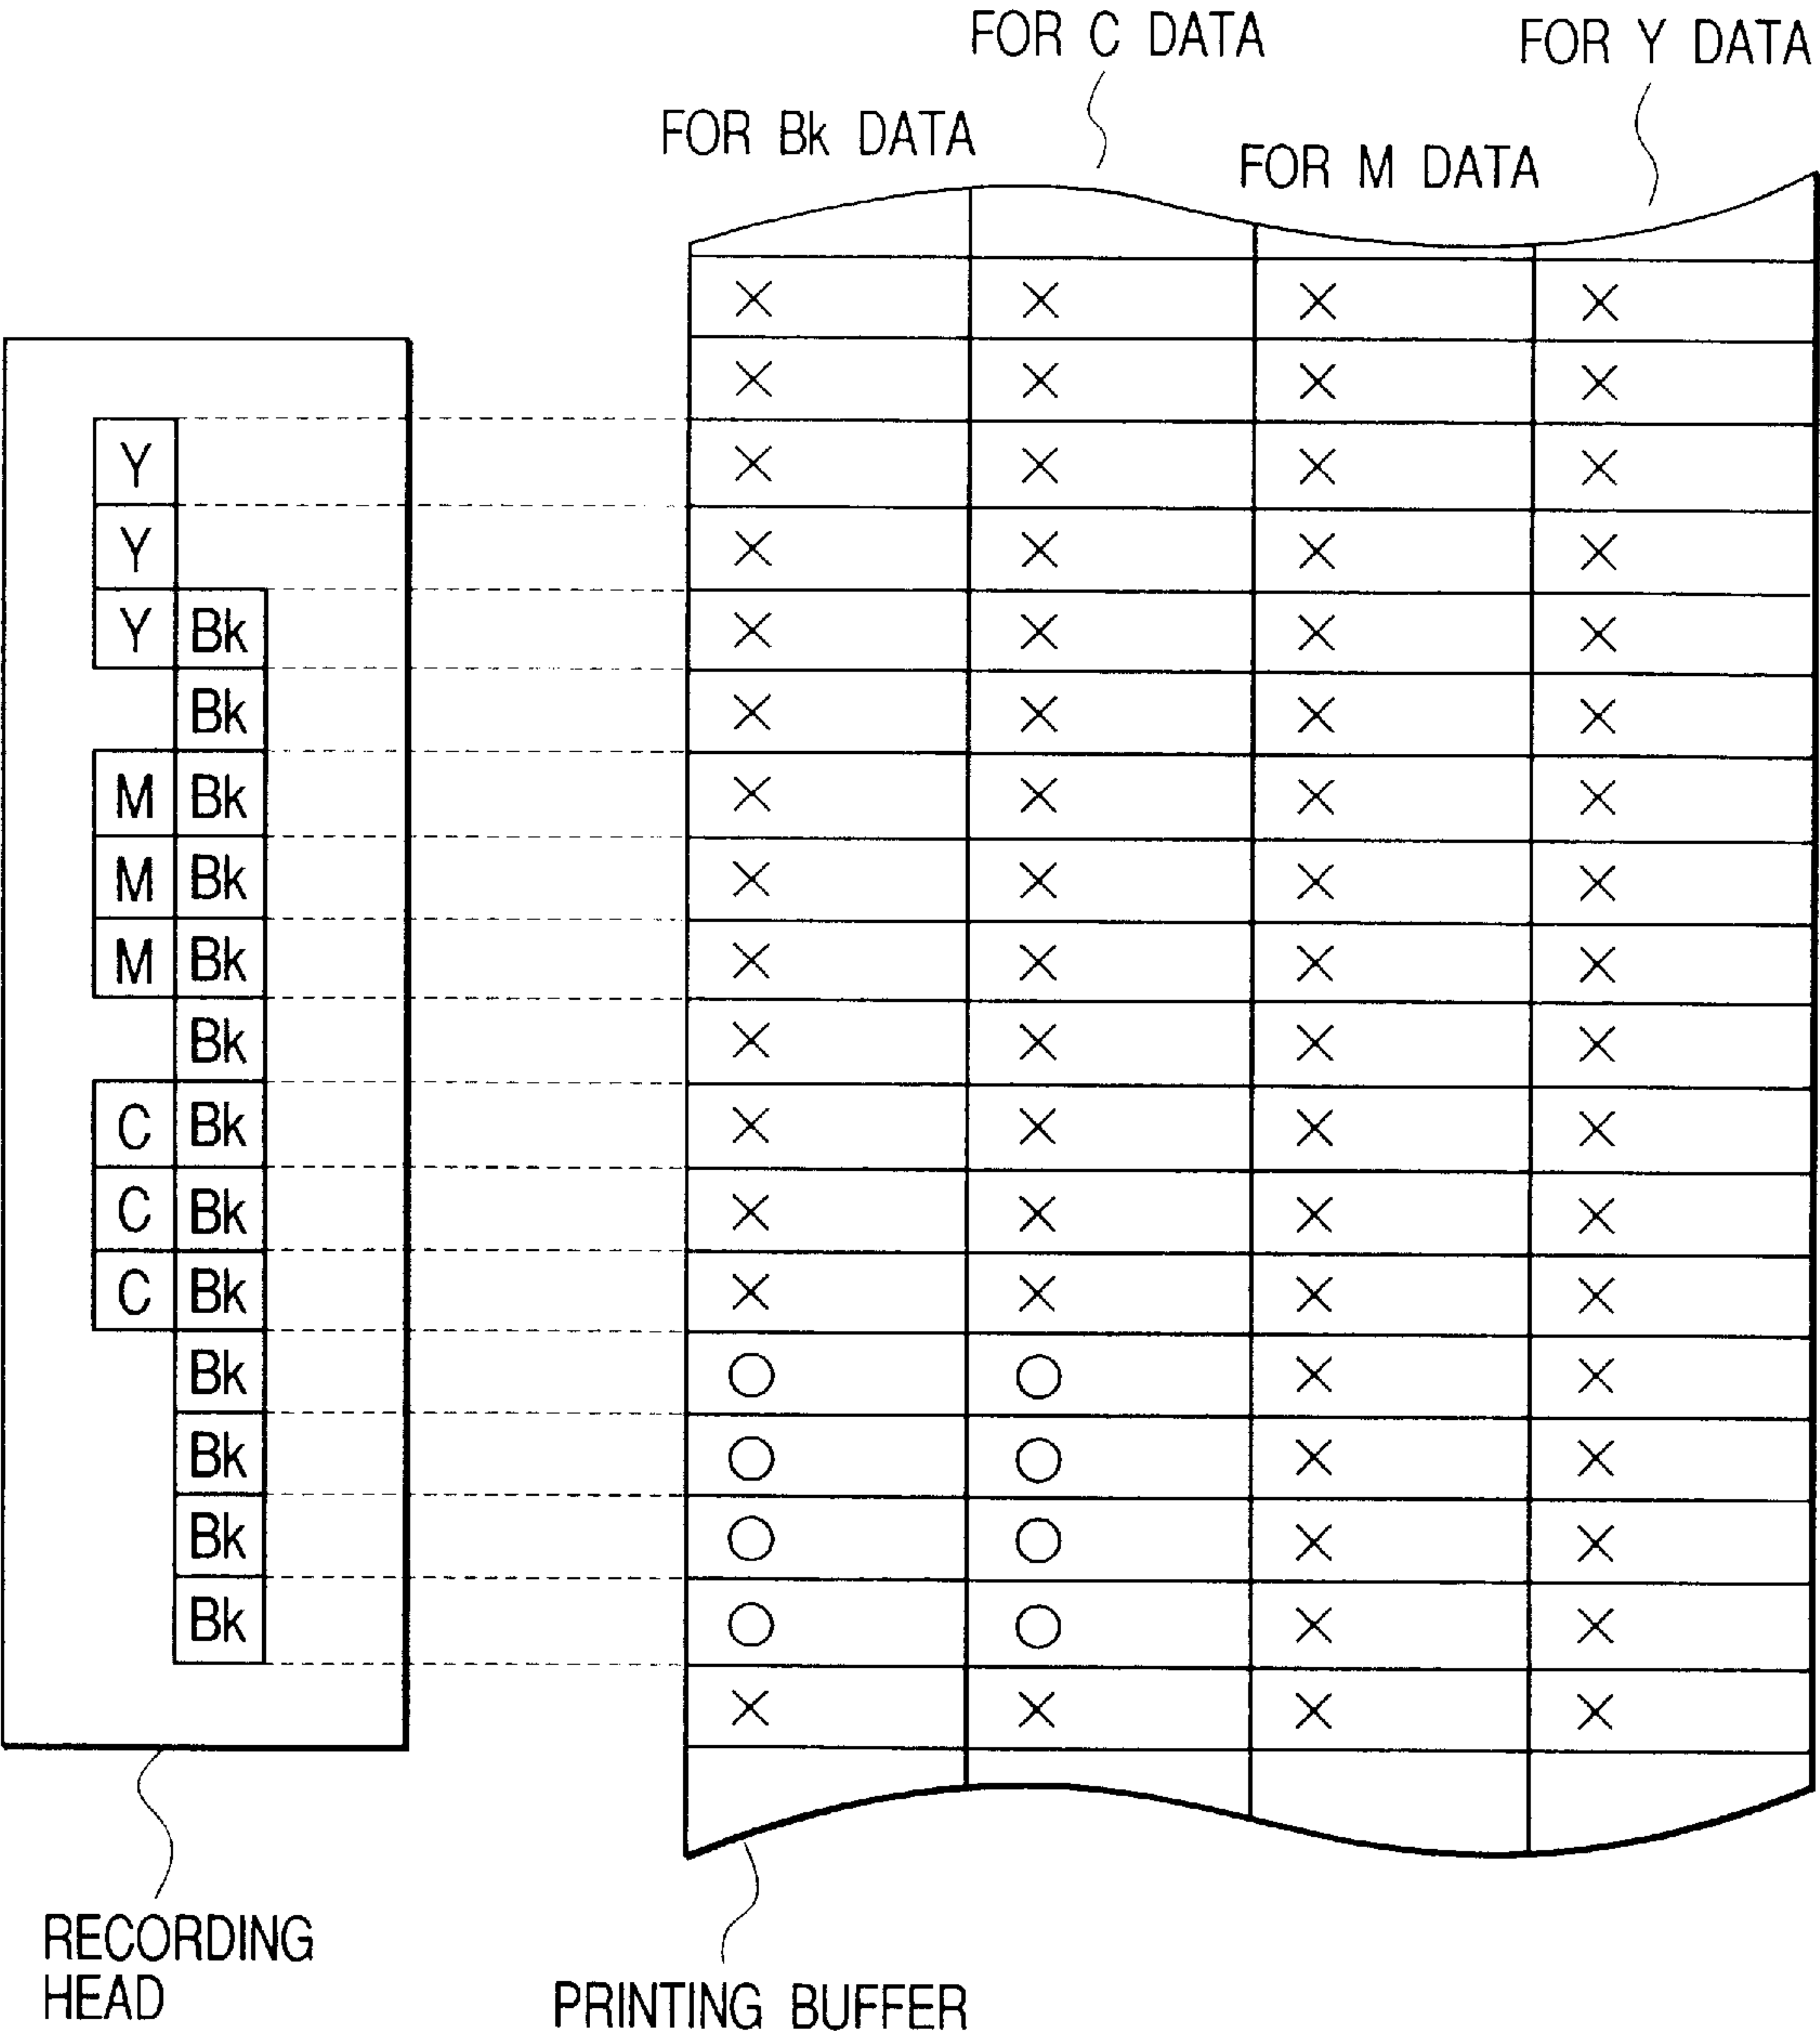 FOR C DATA
FOR Y DATA
FOR Bk DATA
FOR M DATA
× × × ×
× × × ×
Y × × × ×
Y × × × ×
Y Bk × × × ×
Bk × × × ×
M Bk × × × ×
M Bk × × × ×
M Bk × × × ×
Bk × × × ×
C Bk × × × ×
C Bk × × × ×
C Bk × × × ×
Bk ○ ○ × ×
Bk ○ ○ × ×
Bk ○ ○ × ×
Bk ○ ○ × ×
× × × ×
RECORDING
HEAD
PRINTING BUFFER